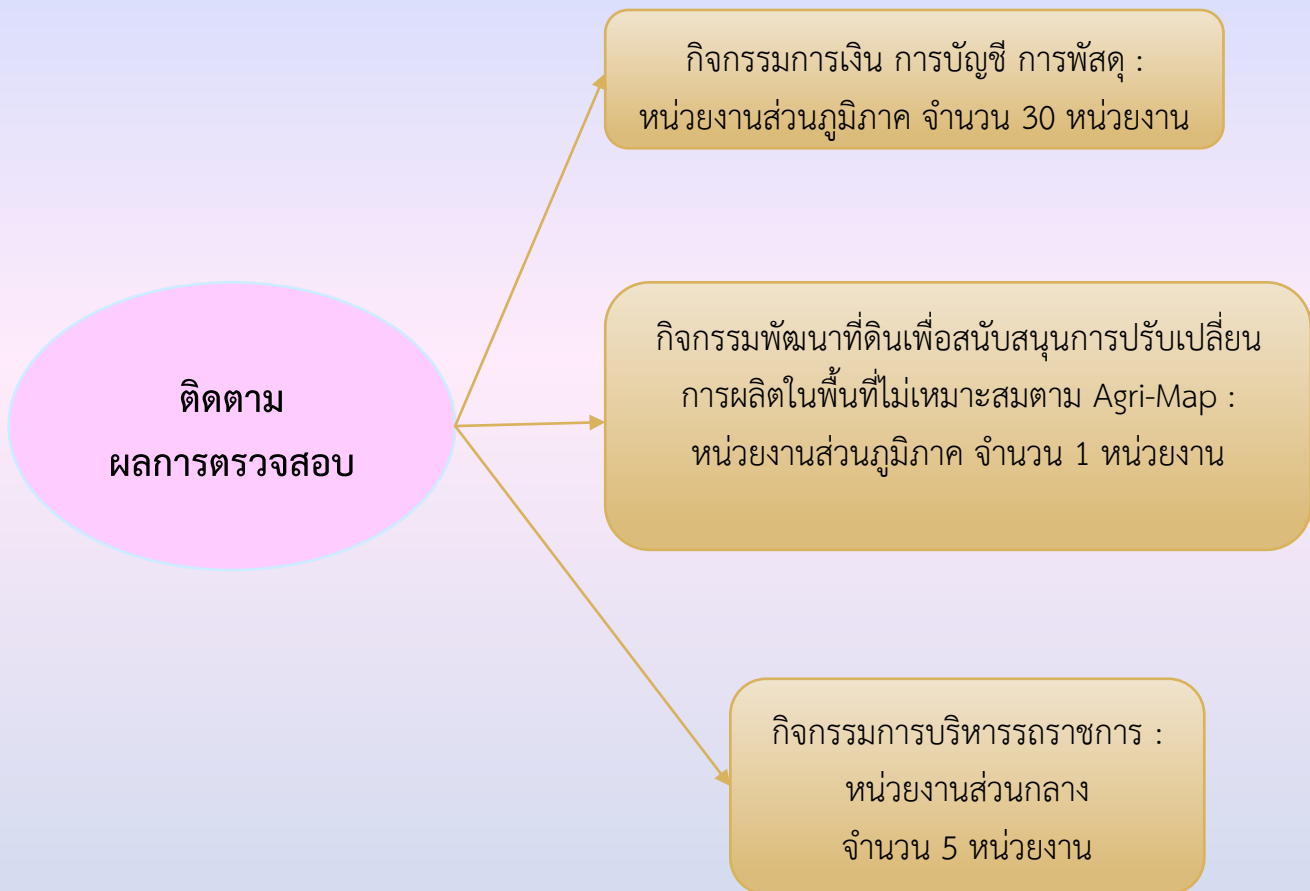 กิจกรรมการเงิน การบัญชี การพัสดุ :
หน่วยงานส่วนภูมิภาค จำนวน 30 หน่วยงาน
ติดตาม
ผลการตรวจสอบ
กิจกรรมพัฒนาที่ดินเพื่อสนับสนุนการปรับเปลี่ยน
การผลิตในพื้นที่ไม่เหมาะสมตาม Agri-Map :
หน่วยงานส่วนภูมิภาค จำนวน 1 หน่วยงาน
กิจกรรมการบริหารรถราชการ :
หน่วยงานส่วนกลาง
จำนวน 5 หน่วยงาน